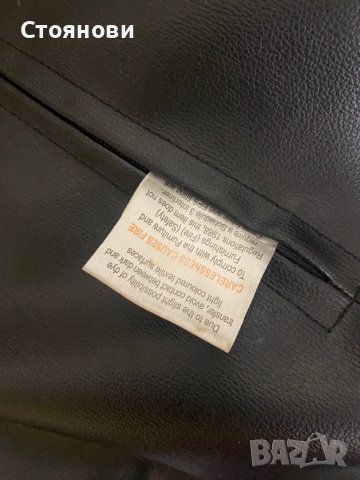 Стоянови
Due to the slight possibility of dye
transfer, avoid contact between dark and
light coloured textile surfaces
CARELESSNESS CAUSES FIRE
To comply with the Furniture and
Furnishings (Fire) (Safety)
Regulations 1988, this item does not
require a Schedule 3 interliner.
BAZAR